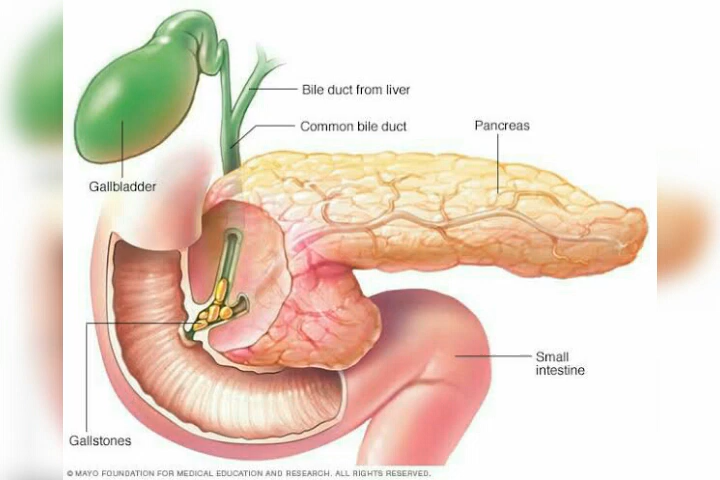 Bile duct from liver
Common bile duct
Pancreas
Gallbladder
Small
intestine
Gallstones
© MAYO FOUNDATION FOR MEDICAL EDUCATION AND RESEARCH. ALL RIGHTS RESERVED.